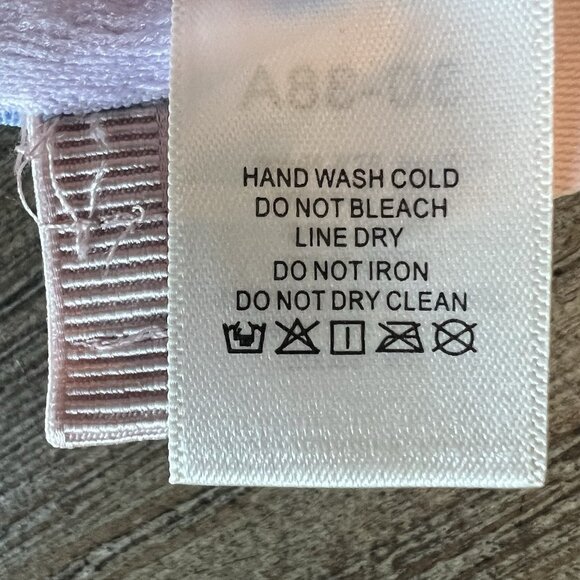 HAND WASH COLD
DO NOT BLEACH
LINE DRY
DO NOT IRON
DO NOT DRY CLEAN